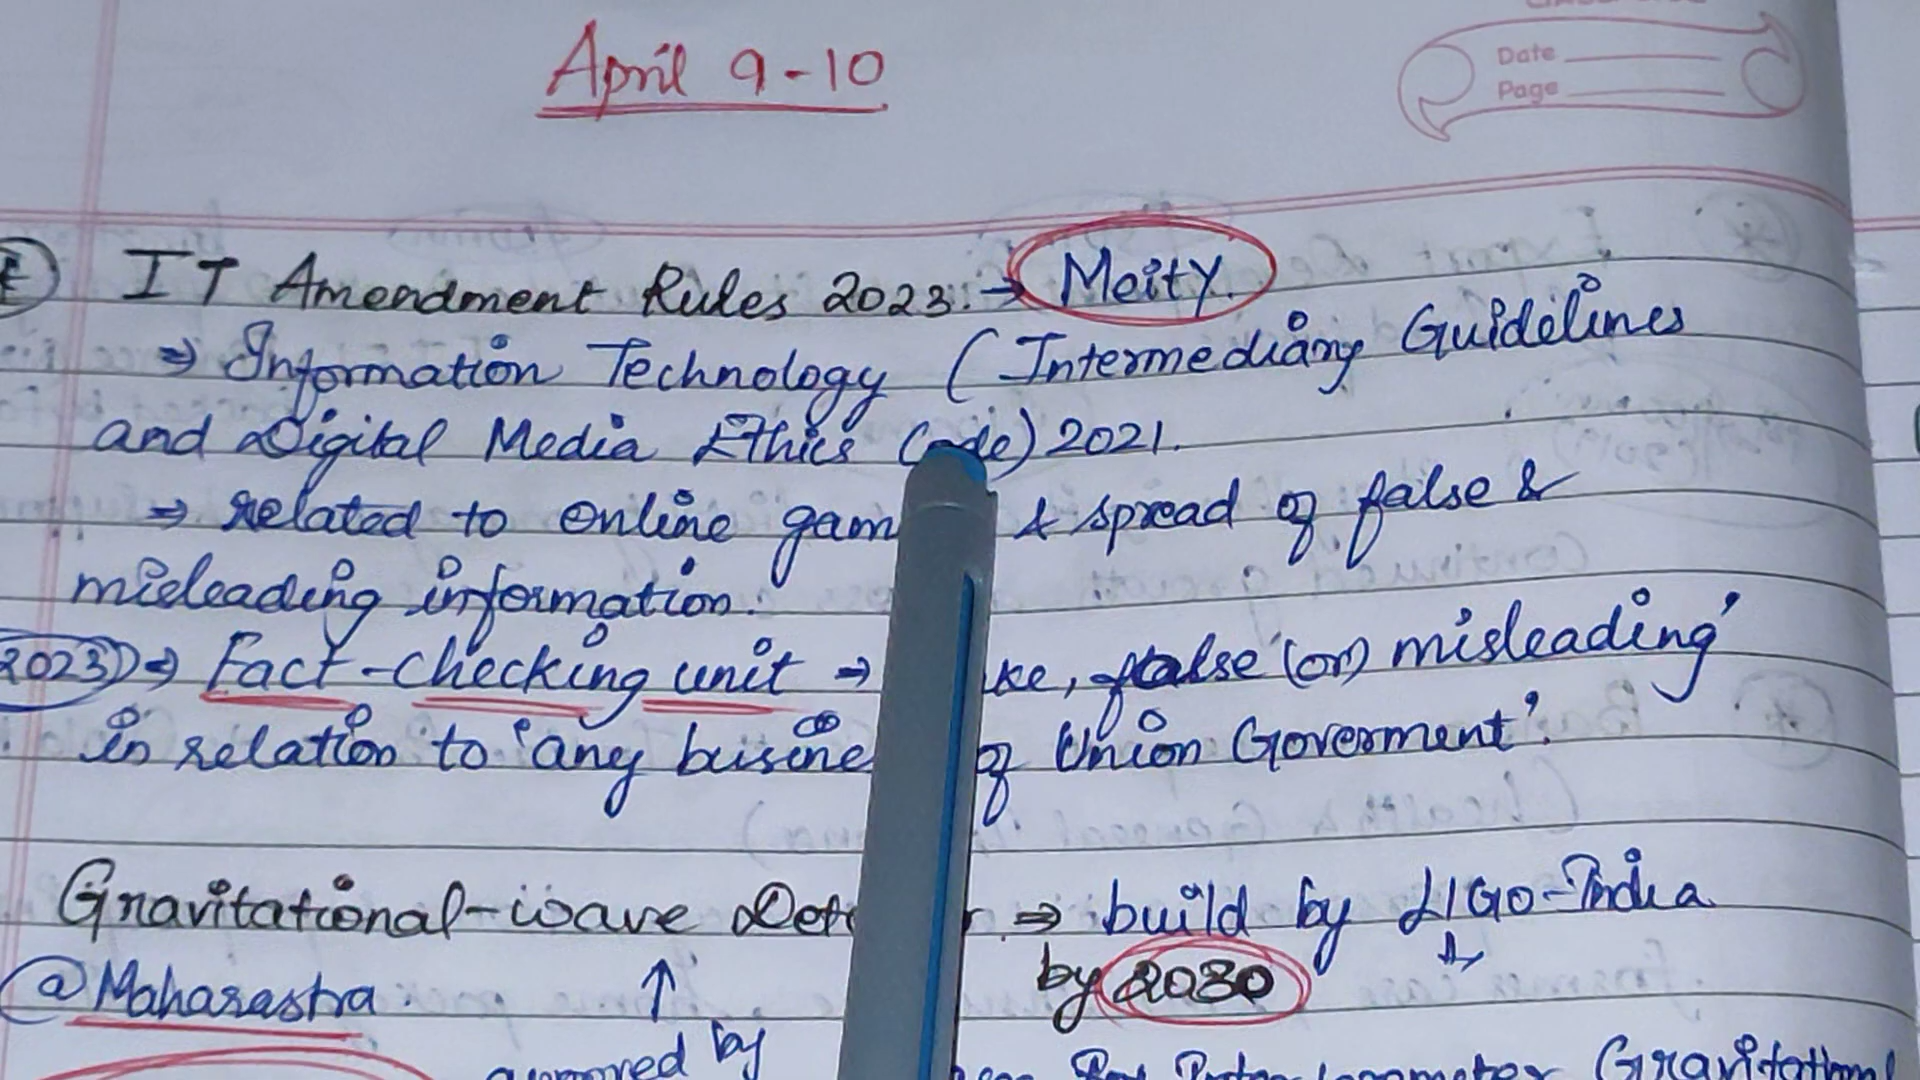 April 9-10
Date
Page
IT Amendment Rules 2023. → Meity.
⇒ Information Technology (Intermediary Guidelines
and Digital Media Ethics Code) 2021.
⇒ related to online gam & spread of false &
misleading information.
2023) ⇒ Fact-checking unit ⇒ ke, false (or) misleading'
in relation to 'any busine of Union Goverment'.
Gravitational-wave Det r ⇒ build by LIGO-India
@Maharastra. ↑ by 2030
approved by
Gravitational